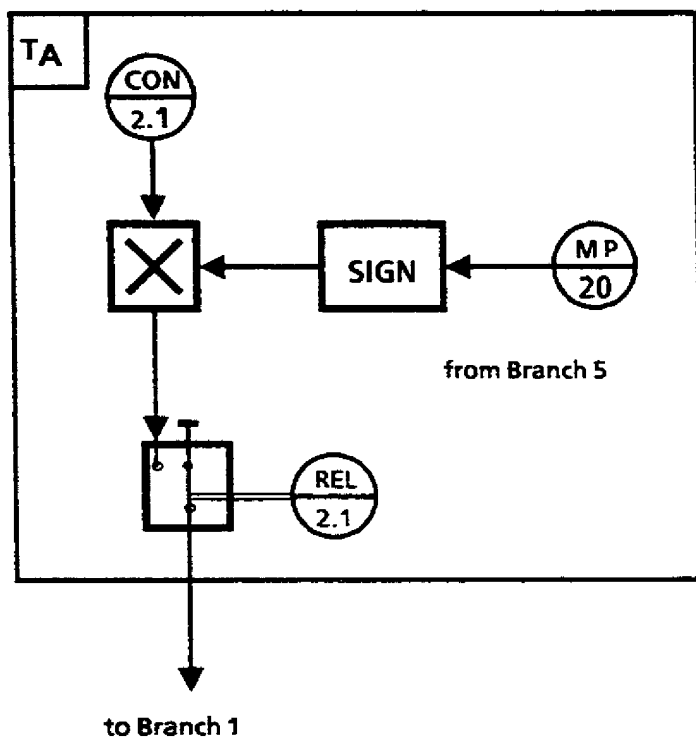 TA
CON
2.1
SIGN
MP
20
from Branch 5
REL
2.1
to Branch 1